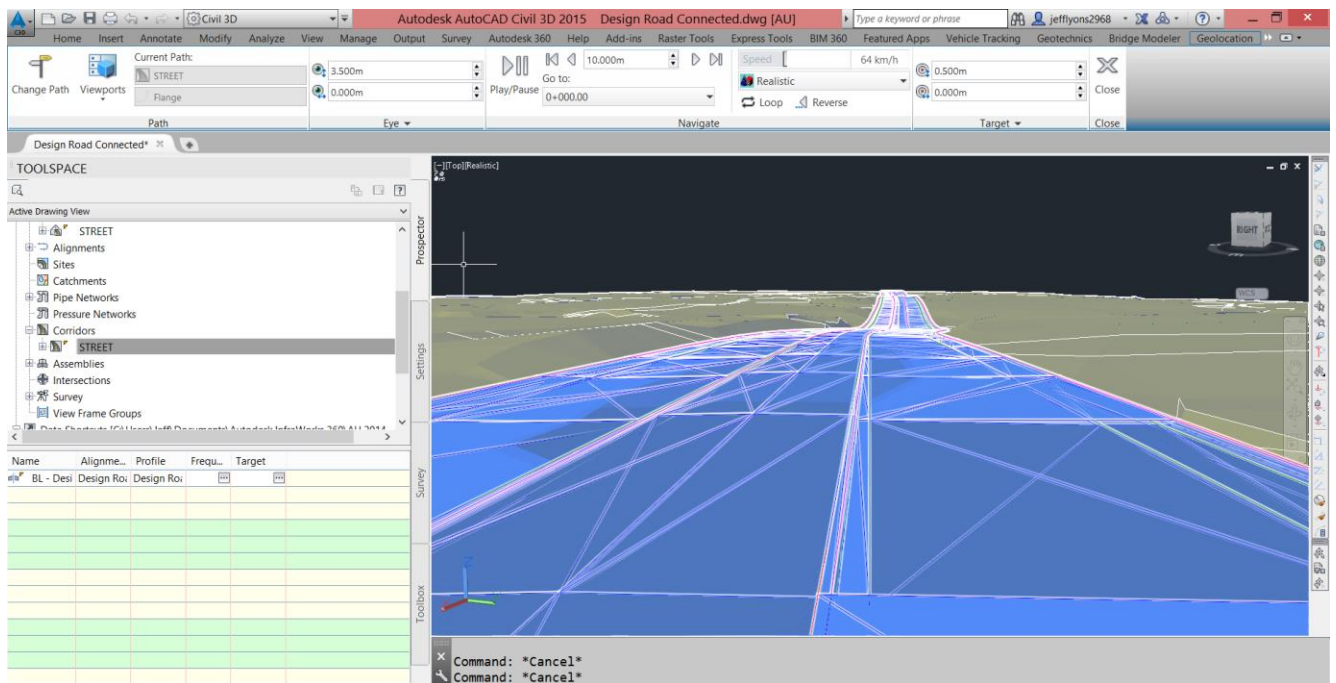 Civil 3D
Autodesk AutoCAD Civil 3D 2015 Design Road Connected.dwg [AU]
Type a keyword or phrase
jefflyons2968
Home Insert Annotate Modify Analyze View Manage Output Survey Autodesk 360 Help Add-ins Raster Tools Express Tools BIM 360 Featured Apps Vehicle Tracking Geotechnics Bridge Modeler Geolocation
Change Path
Viewports
Current Path:
STREET
Flange
Path
3.500m
0.000m
Eye
Play/Pause
10.000m
Go to:
0+000.00
Speed
64 km/h
Realistic
Loop Reverse
Navigate
0.500m
0.000m
Target
Close
Close
Design Road Connected*
TOOLSPACE
Active Drawing View
STREET
Alignments
Sites
Catchments
Pipe Networks
Pressure Networks
Corridors
STREET
Assemblies
Intersections
Survey
View Frame Groups
Prospector
Settings
Survey
Toolbox
Name Alignme... Profile Frequ... Target
BL - Desi Design Roa Design Roa
[-][Top][Realistic]
RIGHT
WCS
Z
Command: *Cancel*
Command: *Cancel*